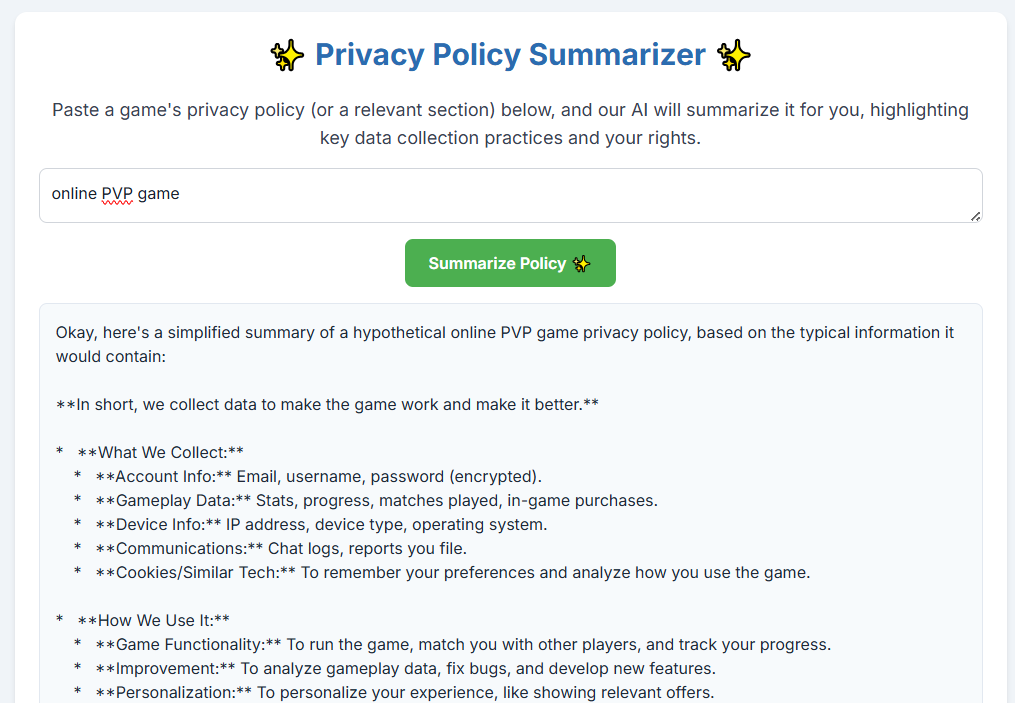 ✨ Privacy Policy Summarizer ✨
Paste a game's privacy policy (or a relevant section) below, and our AI will summarize it for you, highlighting
key data collection practices and your rights.
online PVP game
Summarize Policy ✨
Okay, here's a simplified summary of a hypothetical online PVP game privacy policy, based on the typical information it
would contain:
**In short, we collect data to make the game work and make it better.**
*   **What We Collect:**
    *   **Account Info:** Email, username, password (encrypted).
    *   **Gameplay Data:** Stats, progress, matches played, in-game purchases.
    *   **Device Info:** IP address, device type, operating system.
    *   **Communications:** Chat logs, reports you file.
    *   **Cookies/Similar Tech:** To remember your preferences and analyze how you use the game.
*   **How We Use It:**
    *   **Game Functionality:** To run the game, match you with other players, and track your progress.
    *   **Improvement:** To analyze gameplay data, fix bugs, and develop new features.
    *   **Personalization:** To personalize your experience, like showing relevant offers.